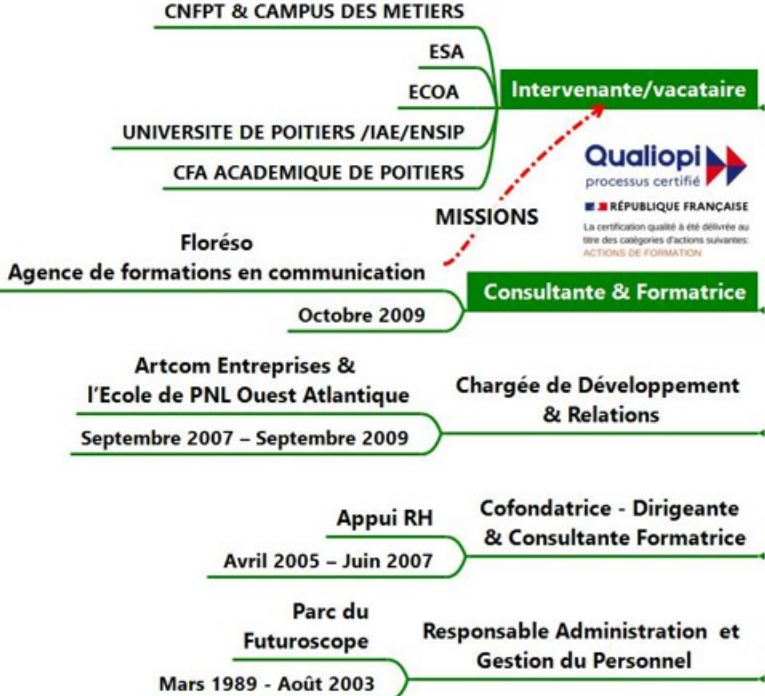 CNFPT & CAMPUS DES METIERS
ESA
ECOA
UNIVERSITE DE POITIERS /IAE/ENSIP
CFA ACADEMIQUE DE POITIERS
Intervenante/vacataire
Qualiopi
processus certifié
RÉPUBLIQUE FRANÇAISE
La certification qualité à été délivrée au
titre des catégories d'actions suivantes:
ACTIONS DE FORMATION
MISSIONS
Floréso
Agence de formations en communication
Octobre 2009
Consultante & Formatrice
Artcom Entreprises &
l'Ecole de PNL Ouest Atlantique
Septembre 2007 – Septembre 2009
Chargée de Développement
& Relations
Appui RH
Avril 2005 – Juin 2007
Cofondatrice - Dirigeante
& Consultante Formatrice
Parc du
Futuroscope
Mars 1989 - Août 2003
Responsable Administration et
Gestion du Personnel